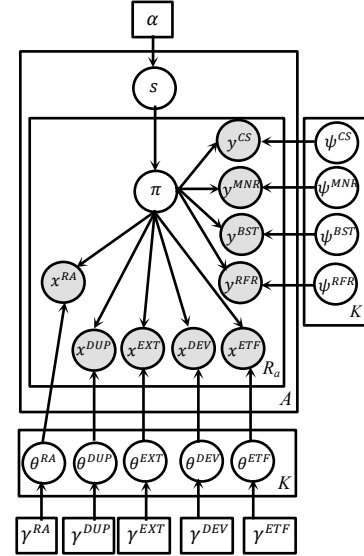 α
s
y^{CS} ψ^{CS}
π y^{MNR} ψ^{MNR}
y^{BST} ψ^{BST}
x^{RA} y^{RFR} ψ^{RFR}
K
x^{DUP} x^{EXT} x^{DEV} x^{ETF}
R_a
A
θ^{RA} θ^{DUP} θ^{EXT} θ^{DEV} θ^{ETF}
K
γ^{RA} γ^{DUP} γ^{EXT} γ^{DEV} γ^{ETF}